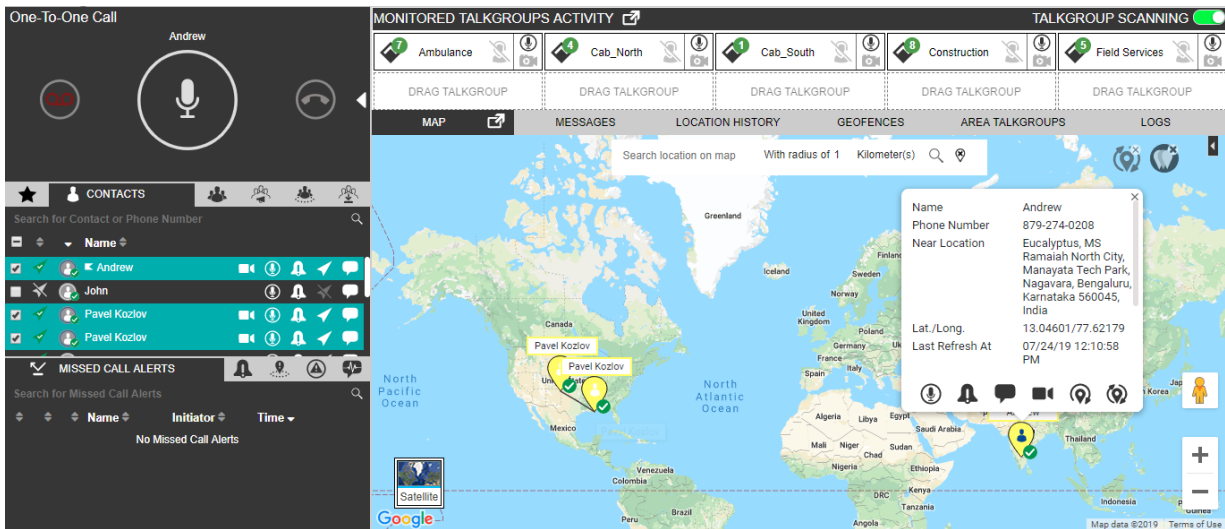 One-To-One Call
Andrew
CONTACTS
Search for Contact or Phone Number
Name
Andrew
John
Pavel Kozlov
Pavel Kozlov
MISSED CALL ALERTS
Search for Missed Call Alerts
Name Initiator Time
No Missed Call Alerts
MONITORED TALKGROUPS ACTIVITY TALKGROUP SCANNING
7 Ambulance 4 Cab_North 1 Cab_South 8 Construction 5 Field Services
DRAG TALKGROUP DRAG TALKGROUP DRAG TALKGROUP DRAG TALKGROUP DRAG TALKGROUP
MAP MESSAGES LOCATION HISTORY GEOFENCES AREA TALKGROUPS LOGS
Search location on map With radius of 1 Kilometer(s)
Name Andrew
Phone Number 879-274-0208
Near Location Eucalyptus, MS
Ramaiah North City,
Manayata Tech Park,
Nagavara, Bengaluru,
Karnataka 560045,
India
Lat./Long. 13.04601/77.62179
Last Refresh At 07/24/19 12:10:58
PM
Greenland
Iceland
Finland
Sweden
Norway
United
Kingdom
Poland
Germany
Uk
France
Italy
Spain
Canada
Pavel Kozlov
Pavel Kozlov
North
Pacific
Ocean
North
Atlantic
Ocean
Mexico
Algeria
Libya
Egypt
Saudi Arabia
Mali
Niger
Chad
Sudan
Nigeria
Ethiopia
Thailand
Korea
Venezuela
Colombia
DRC
Kenya
Tanzania
Indonesia
Brazil
Peru
Angola
Satellite
Google
Map data ©2019 Terms of Use